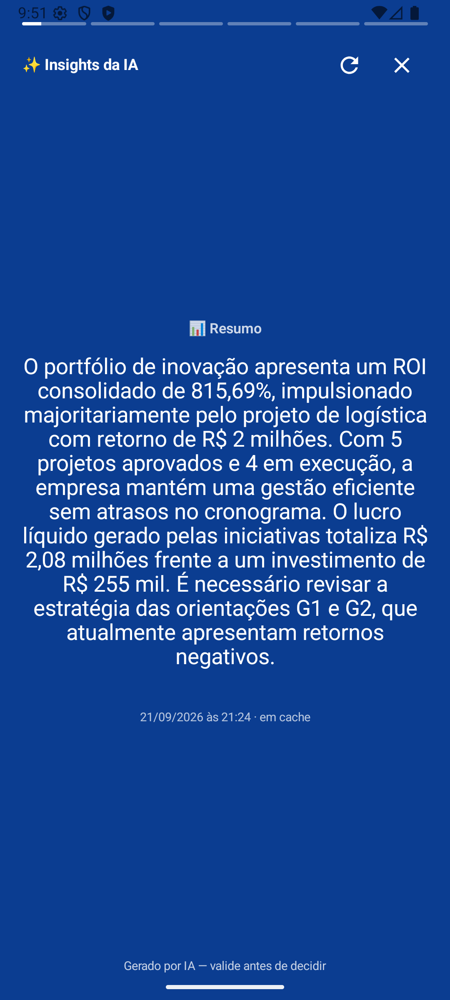 9:51
✨ Insights da IA
📊 Resumo
O portfólio de inovação apresenta um ROI
consolidado de 815,69%, impulsionado
majoritariamente pelo projeto de logística
com retorno de R$ 2 milhões. Com 5
projetos aprovados e 4 em execução, a
empresa mantém uma gestão eficiente
sem atrasos no cronograma. O lucro
líquido gerado pelas iniciativas totaliza R$
2,08 milhões frente a um investimento de
R$ 255 mil. É necessário revisar a
estratégia das orientações G1 e G2, que
atualmente apresentam retornos
negativos.
21/09/2026 às 21:24 · em cache
Gerado por IA — valide antes de decidir